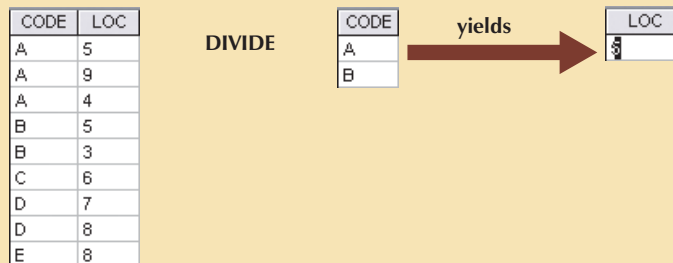 CODE LOC
A 5
A 9
A 4
B 5
B 3
C 6
D 7
D 8
E 8
DIVIDE
CODE
A
B
yields
LOC
5